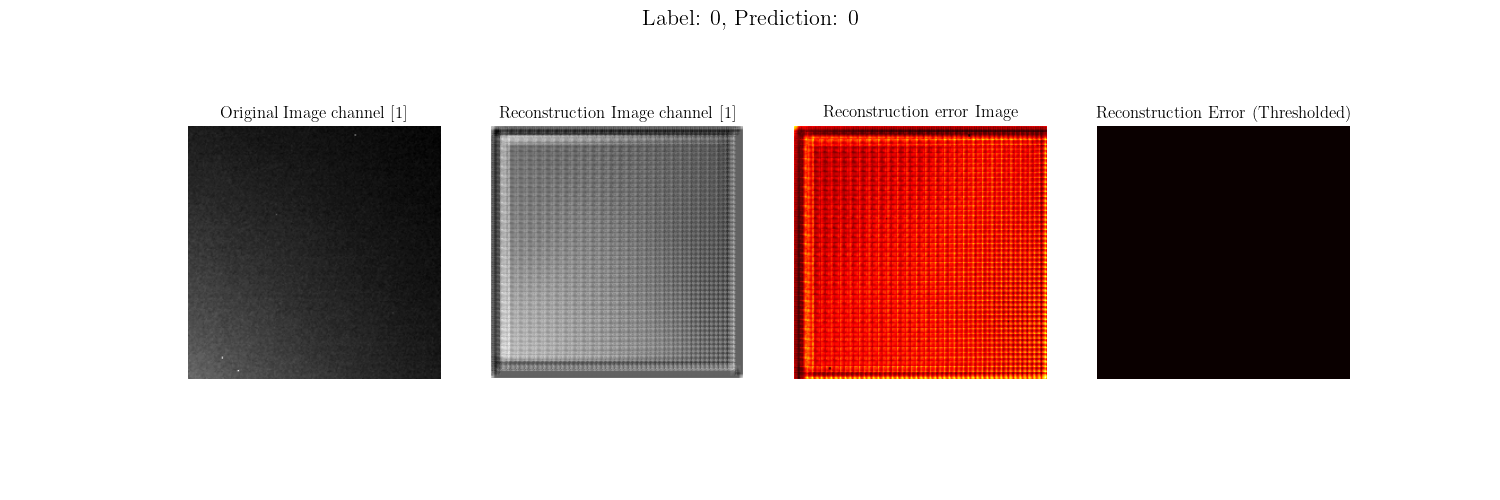 Label: 0, Prediction: 0
Original Image channel [1]
Reconstruction Image channel [1]
Reconstruction error Image
Reconstruction Error (Thresholded)